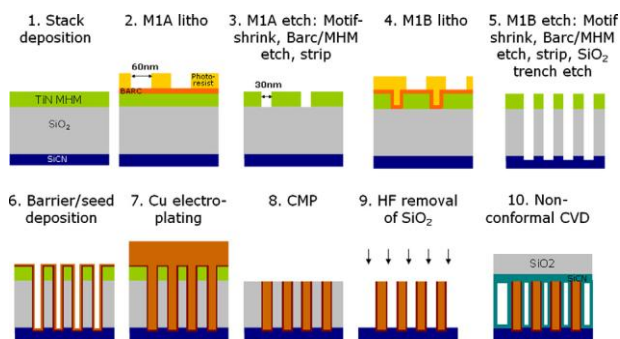 1. Stack
deposition
2. M1A litho
3. M1A etch: Motif-
shrink, Barc/MHM
etch, strip
4. M1B litho
5. M1B etch: Motif
shrink, Barc/MHM
etch, strip, SiO2
trench etch
60nm
Photo-
resist
BARC
30nm
TiN MHM
SiO2
SiCN
6. Barrier/seed
deposition
7. Cu electro-
plating
8. CMP
9. HF removal
of SiO2
10. Non-
conformal CVD
SiO2
SiCN